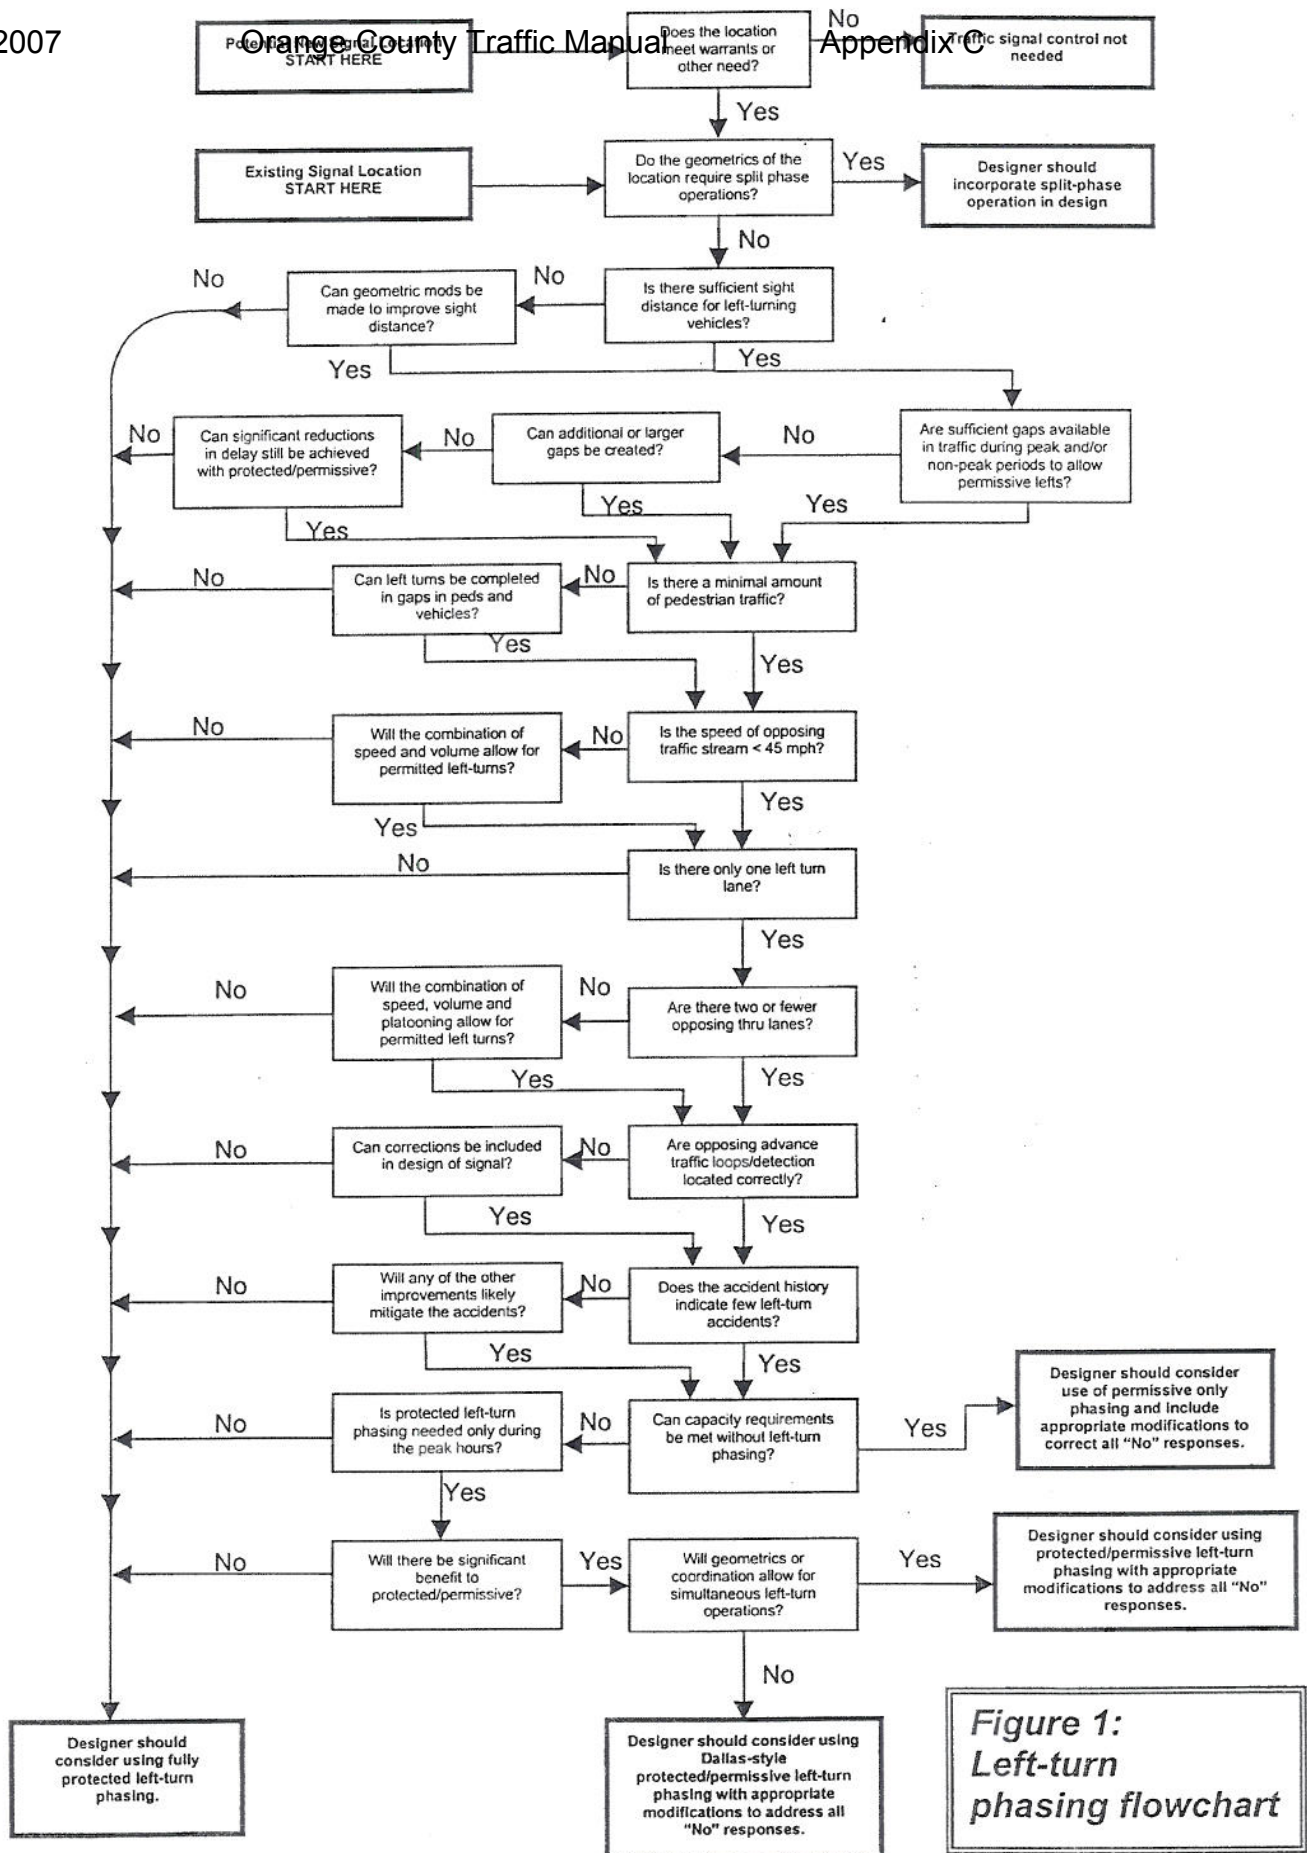 2007
Orange County Traffic Manual
Appendix C
Potential New Signal Location
START HERE
Does the location
meet warrants or
other need?
No
Traffic signal control not
needed
Yes
Existing Signal Location
START HERE
Do the geometrics of the
location require split phase
operations?
Yes
Designer should
incorporate split-phase
operation in design
No
No
Can geometric mods be
made to improve sight
distance?
No
Is there sufficient sight
distance for left-turning
vehicles?
Yes
Yes
No
Can significant reductions
in delay still be achieved
with protected/permissive?
No
Can additional or larger
gaps be created?
No
Are sufficient gaps available
in traffic during peak and/or
non-peak periods to allow
permissive lefts?
Yes
Yes
Yes
No
Can left turns be completed
in gaps in peds and
vehicles?
No
Is there a minimal amount
of pedestrian traffic?
Yes
Yes
No
Will the combination of
speed and volume allow for
permitted left-turns?
No
Is the speed of opposing
traffic stream < 45 mph?
Yes
Yes
No
Is there only one left turn
lane?
Yes
No
Will the combination of
speed, volume and
platooning allow for
permitted left turns?
No
Are there two or fewer
opposing thru lanes?
Yes
Yes
No
Can corrections be included
in design of signal?
No
Are opposing advance
traffic loops/detection
located correctly?
Yes
Yes
No
Will any of the other
improvements likely
mitigate the accidents?
No
Does the accident history
indicate few left-turn
accidents?
Yes
Yes
No
Is protected left-turn
phasing needed only during
the peak hours?
No
Can capacity requirements
be met without left-turn
phasing?
Yes
Designer should consider
use of permissive only
phasing and include
appropriate modifications to
correct all "No" responses.
Yes
No
Will there be significant
benefit to
protected/permissive?
Yes
Will geometrics or
coordination allow for
simultaneous left-turn
operations?
Yes
Designer should consider using
protected/permissive left-turn
phasing with appropriate
modifications to address all "No"
responses.
No
Designer should
consider using fully
protected left-turn
phasing.
Designer should consider using
Dallas-style
protected/permissive left-turn
phasing with appropriate
modifications to address all
"No" responses.
Figure 1:
Left-turn
phasing flowchart